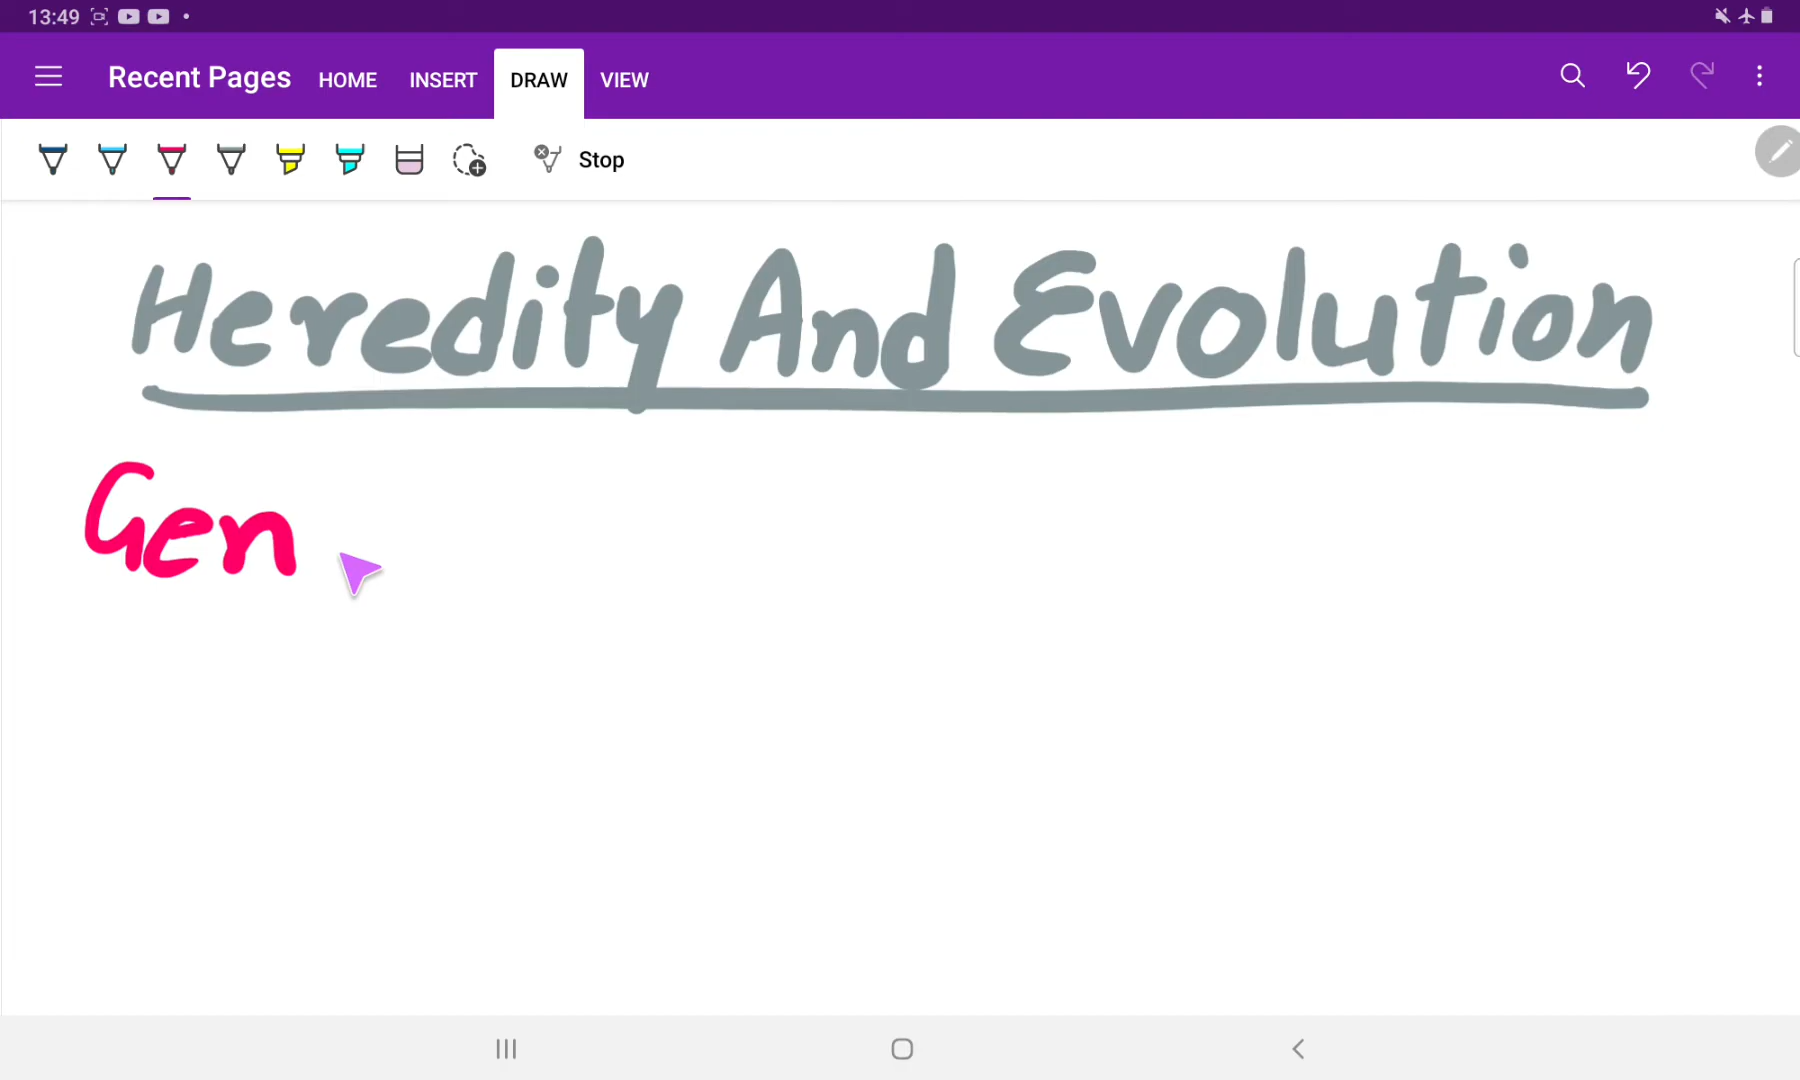 13:49
Recent Pages HOME INSERT DRAW VIEW
Stop
Heredity And Evolution
Gen